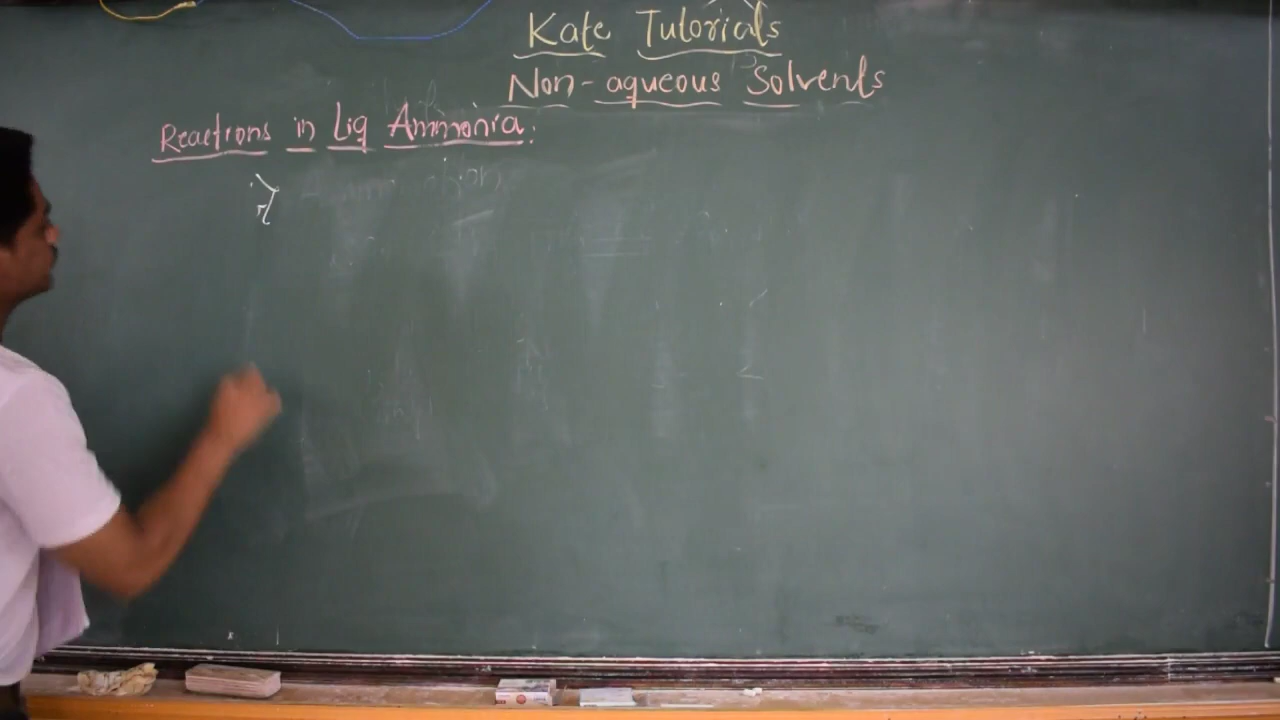 Kate Tutorials
Non-aqueous Solvents
Reactions in Liq Ammonia.